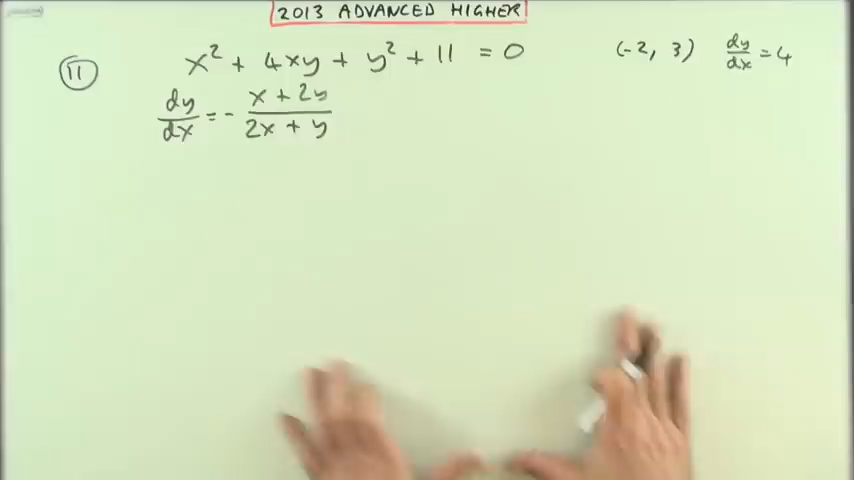 2013 ADVANCED HIGHER
11 x² + 4xy + y² + 11 = 0 (-2, 3) dy/dx = 4
dy/dx = - (x + 2y)/(2x + y)